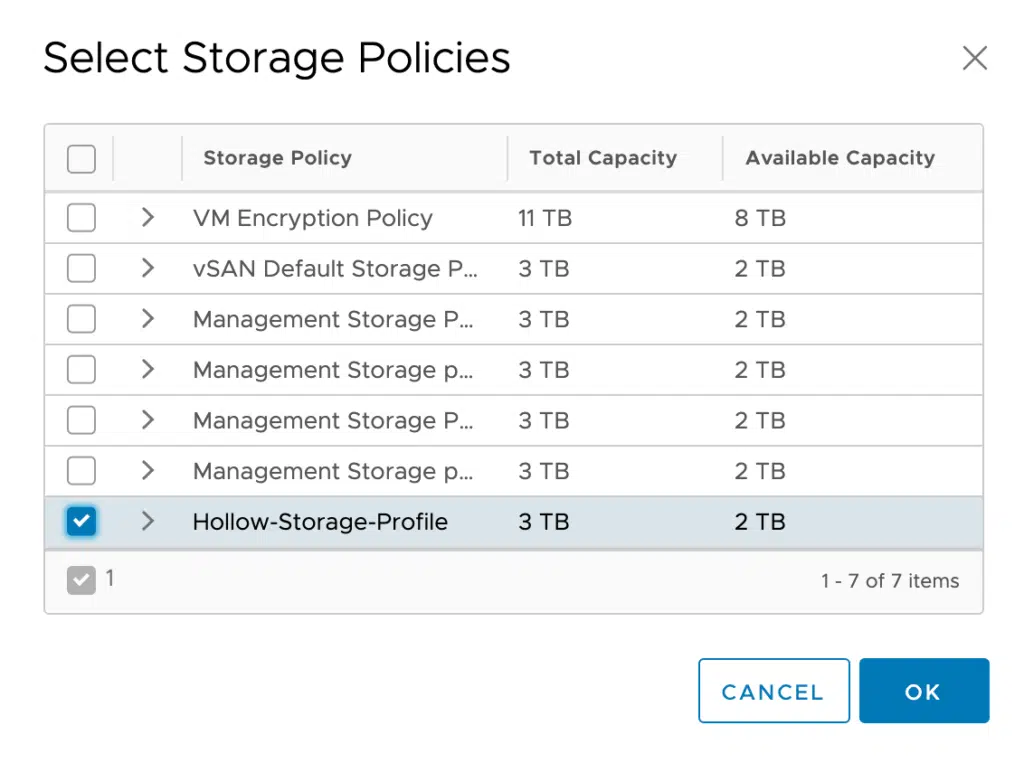 Select Storage Policies
Storage Policy Total Capacity Available Capacity
VM Encryption Policy 11 TB 8 TB
vSAN Default Storage P... 3 TB 2 TB
Management Storage P... 3 TB 2 TB
Management Storage p... 3 TB 2 TB
Management Storage P... 3 TB 2 TB
Management Storage p... 3 TB 2 TB
Hollow-Storage-Profile 3 TB 2 TB
1 1 - 7 of 7 items
CANCEL OK